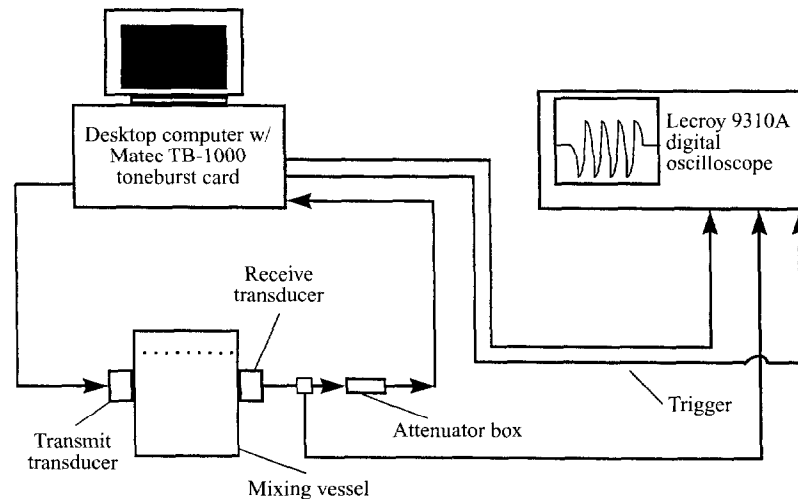 Desktop computer w/
Matec TB-1000
toneburst card
Lecroy 9310A
digital
oscilloscope
Receive
transducer
Trigger
Attenuator box
Transmit
transducer
Mixing vessel